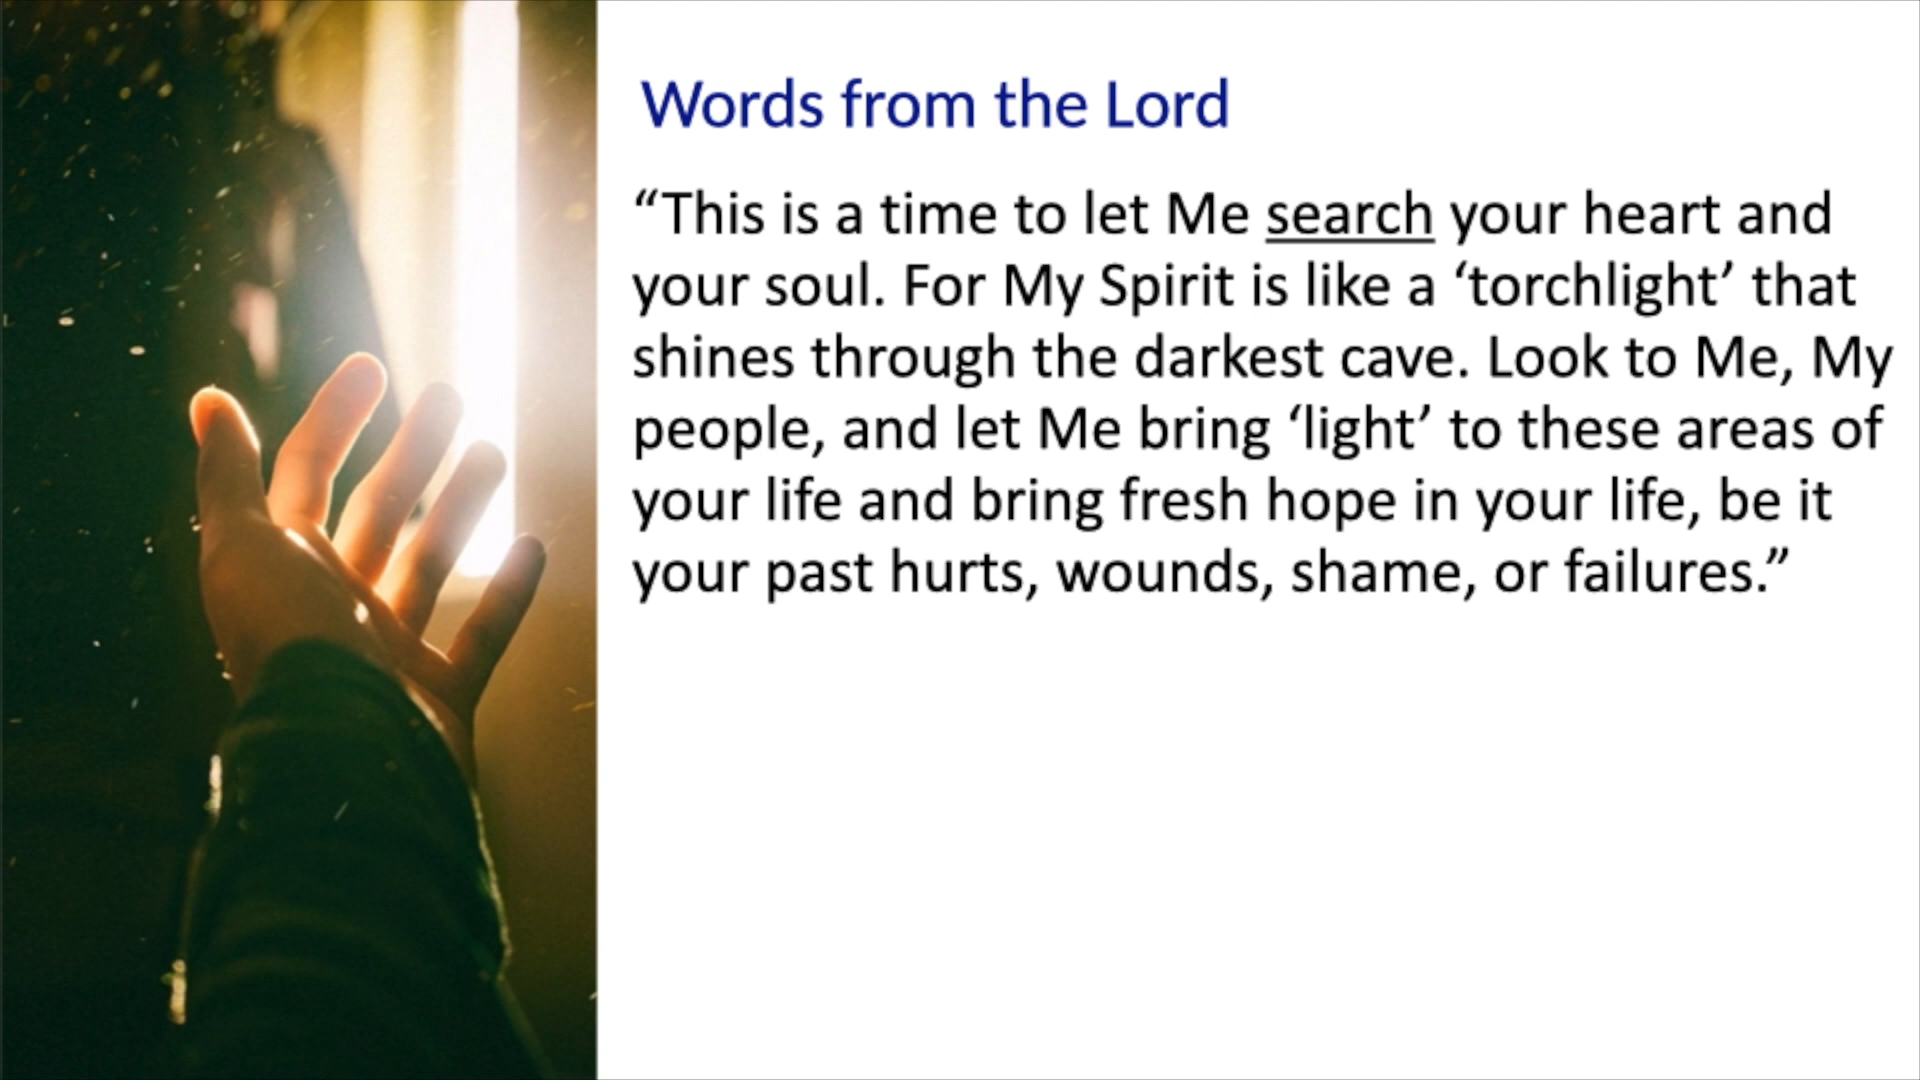 Words from the Lord
“This is a time to let Me search your heart and
your soul. For My Spirit is like a ‘torchlight’ that
shines through the darkest cave. Look to Me, My
people, and let Me bring ‘light’ to these areas of
your life and bring fresh hope in your life, be it
your past hurts, wounds, shame, or failures.”